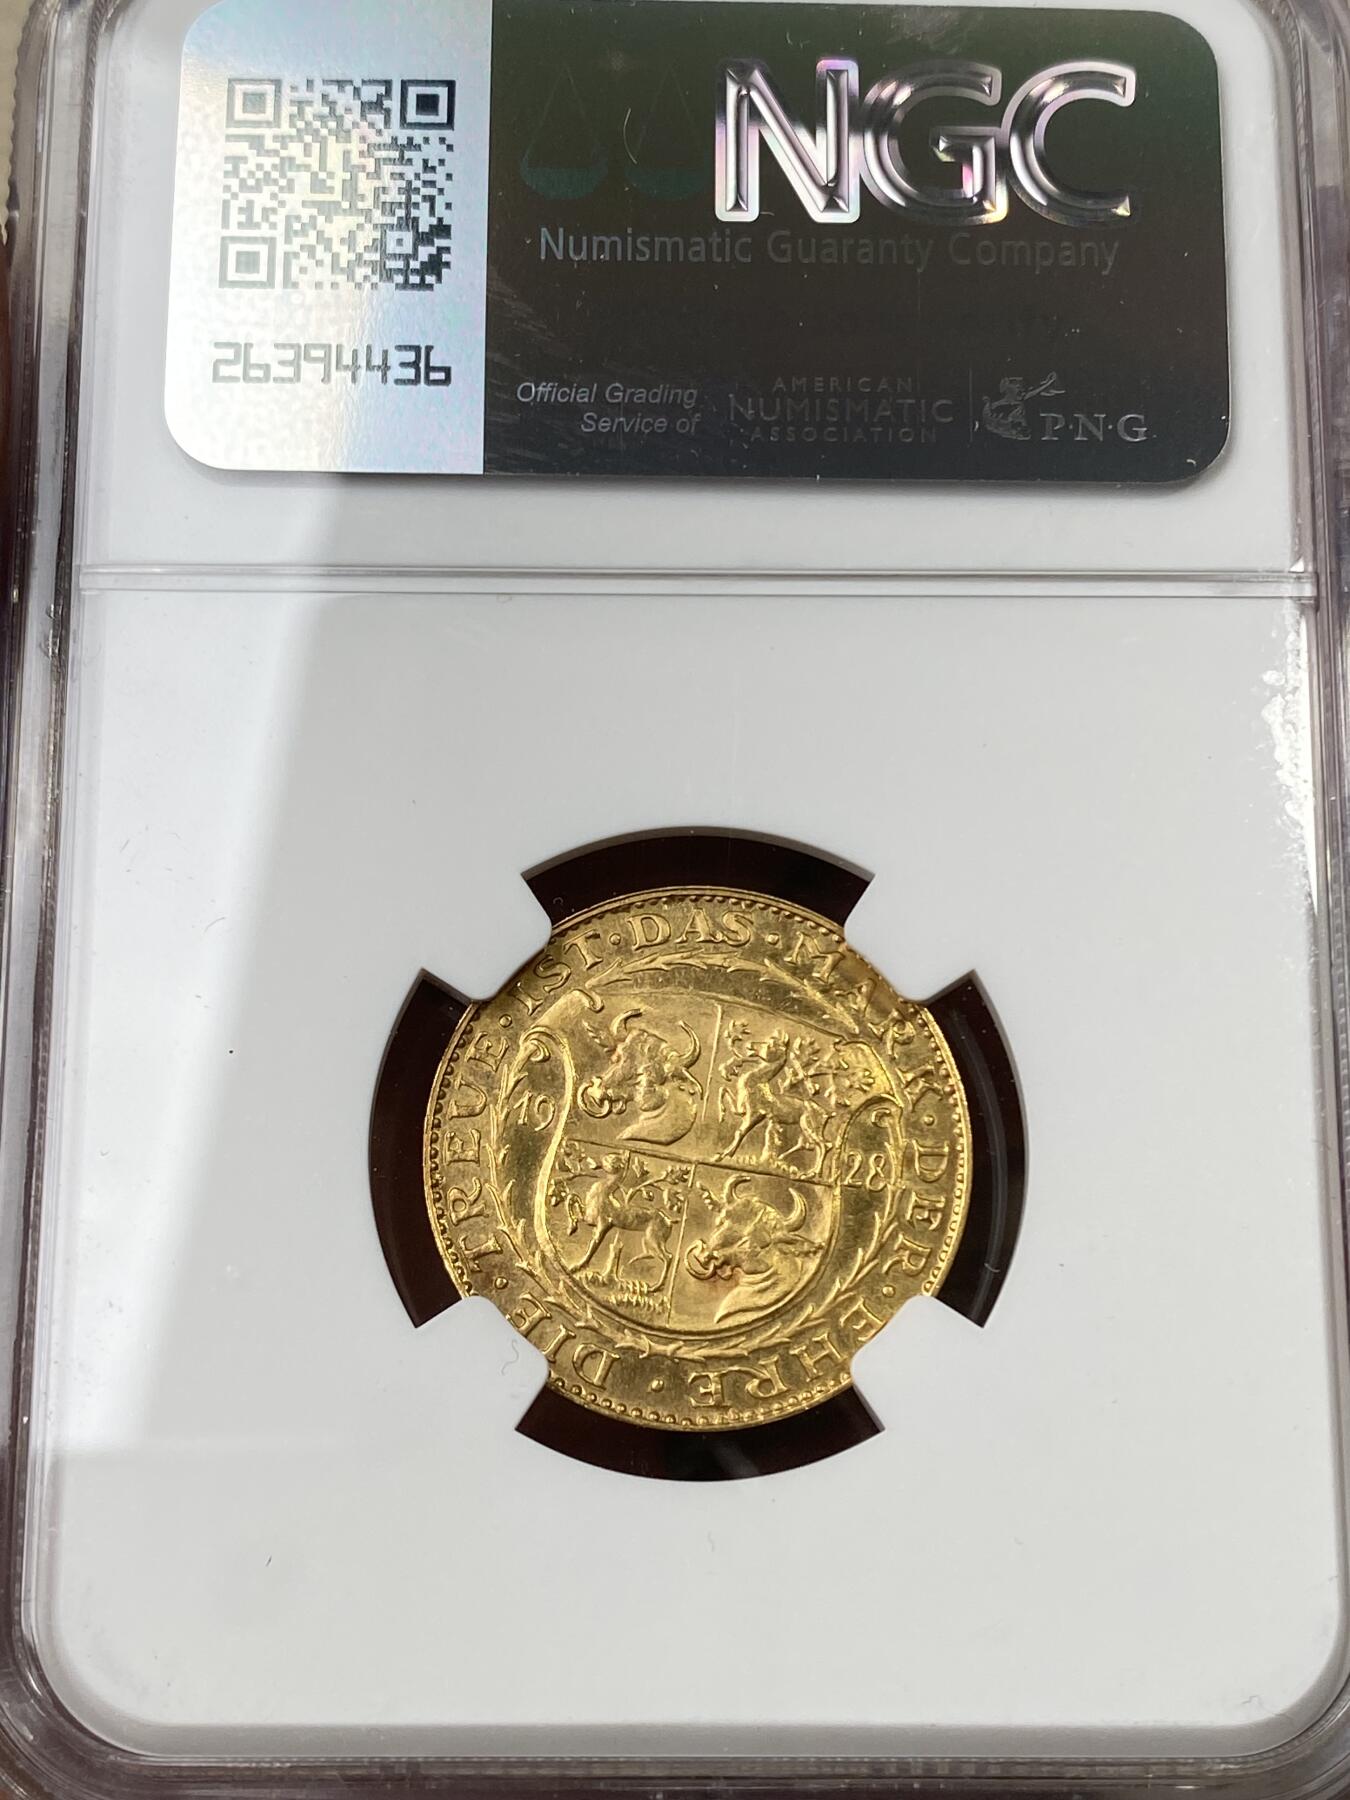 NGC
Numismatic Guaranty Company
26394436
Official Grading
Service of
AMERICAN
NUMISMATIC
ASSOCIATION
P·N·G
DIE · TREUE · IST · DAS · MARK · DER · EHRE ·
19 28